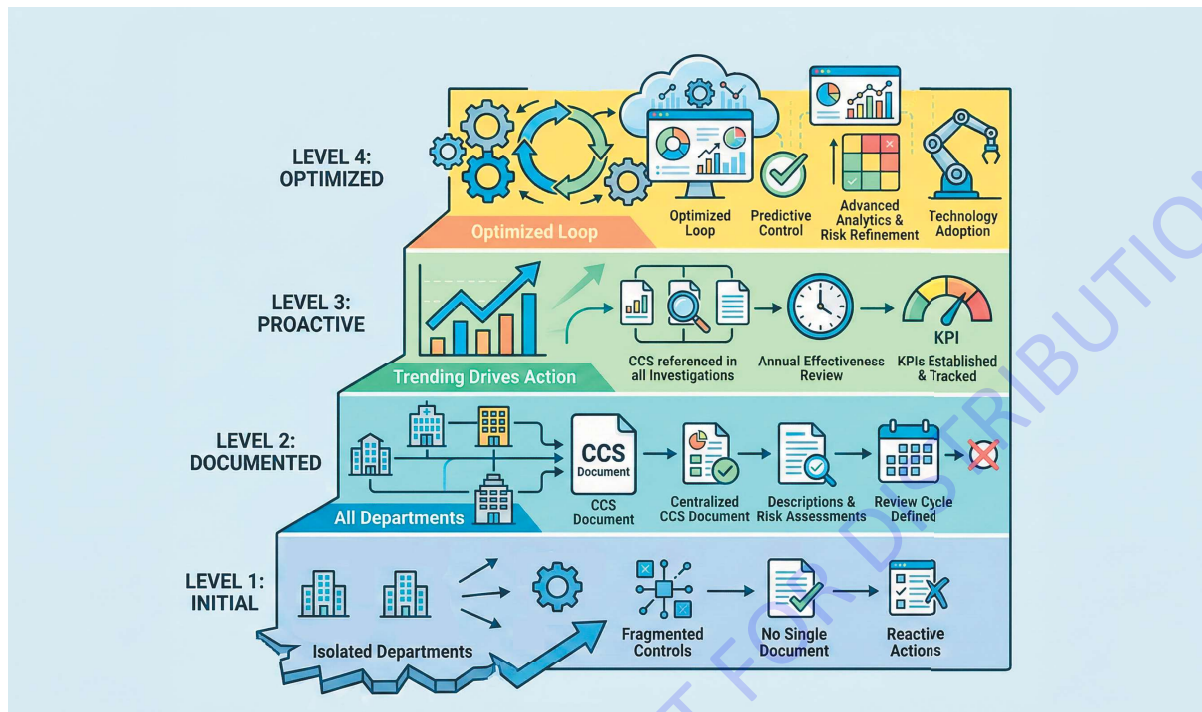 LEVEL 4:
OPTIMIZED
Optimized Loop
Optimized
Loop
Predictive
Control
Advanced
Analytics &
Risk Refinement
Technology
Adoption
LEVEL 3:
PROACTIVE
Trending Drives Action
CCS referenced in
all Investigations
Annual Effectiveness
Review
KPI
KPIs Established
& Tracked
LEVEL 2:
DOCUMENTED
All Departments
CCS
Document
CCS
Document
Centralized
CCS Document
Descriptions &
Risk Assessments
Review Cycle
Defined
LEVEL 1:
INITIAL
Isolated Departments
Fragmented
Controls
No Single
Document
Reactive
Actions
FOR DISTRIBUTION